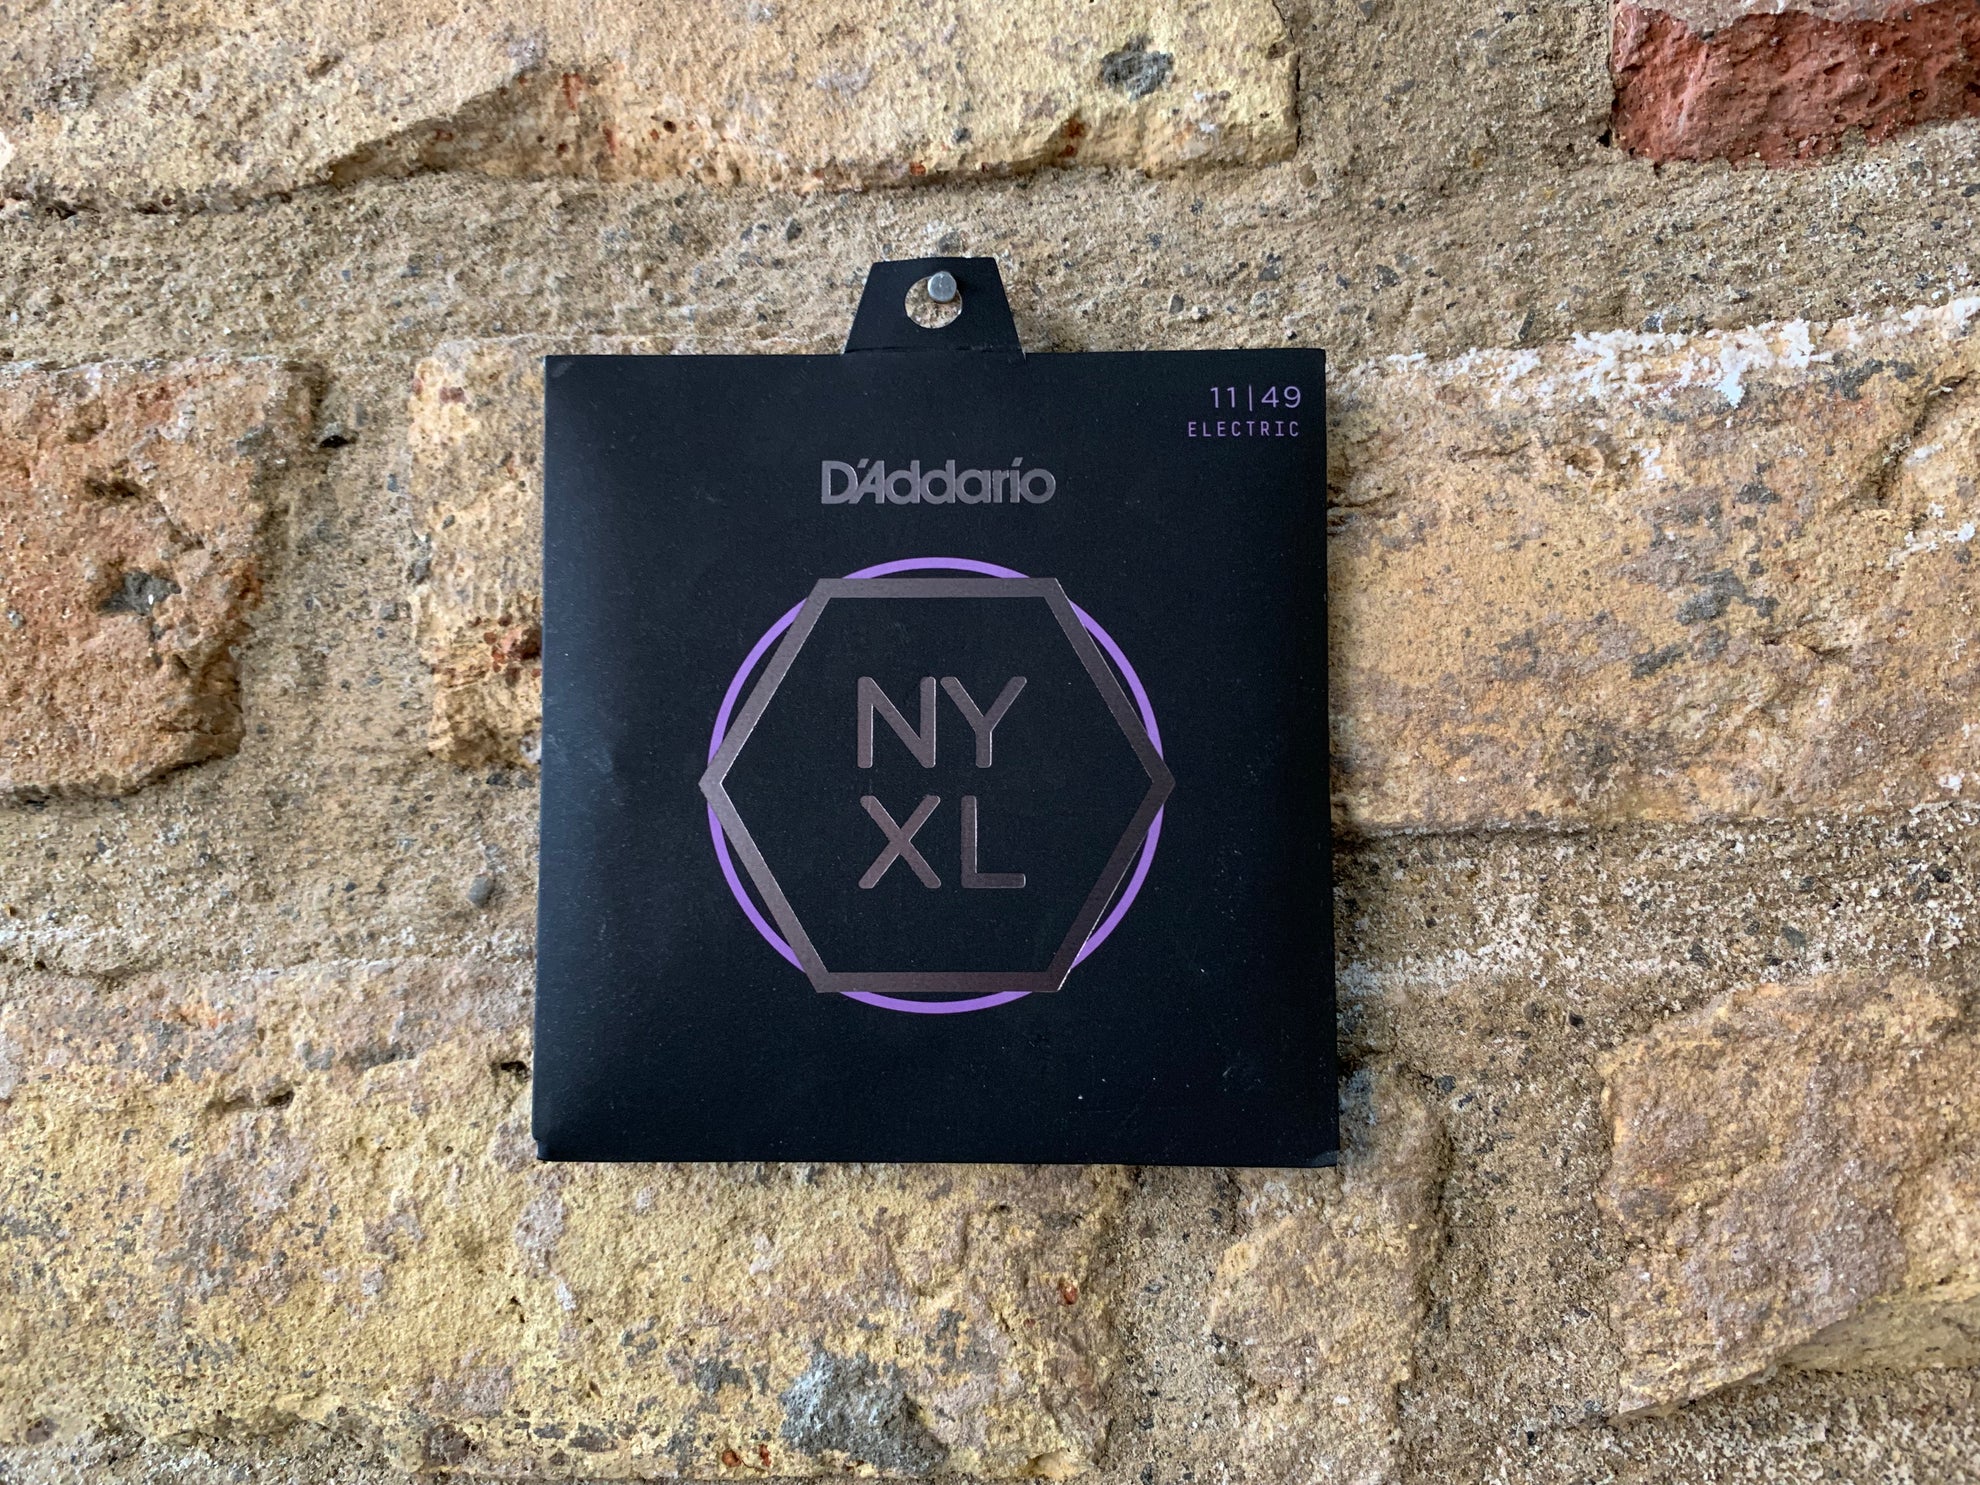 11|49
ELECTRIC
D'Addario
NY
XL